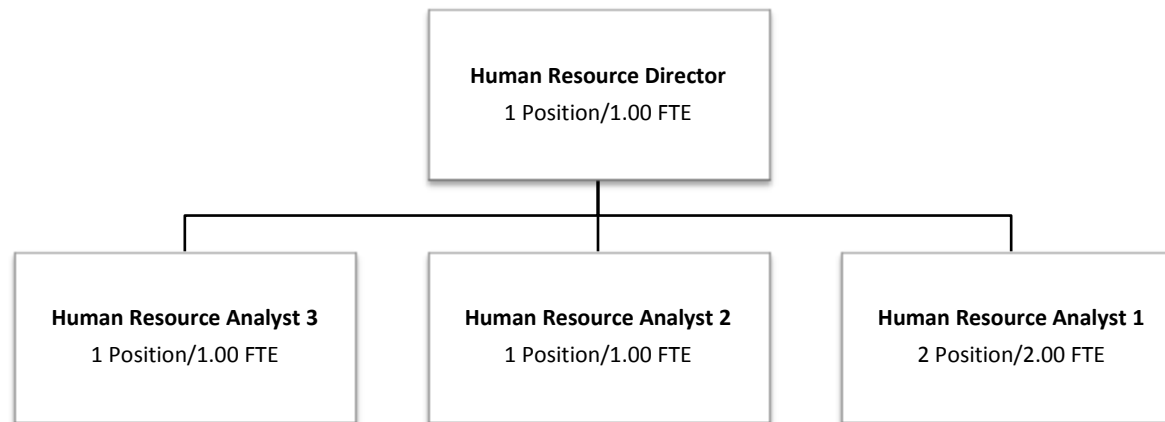 Human Resource Director
1 Position/1.00 FTE
Human Resource Analyst 3
1 Position/1.00 FTE
Human Resource Analyst 2
1 Position/1.00 FTE
Human Resource Analyst 1
2 Position/2.00 FTE